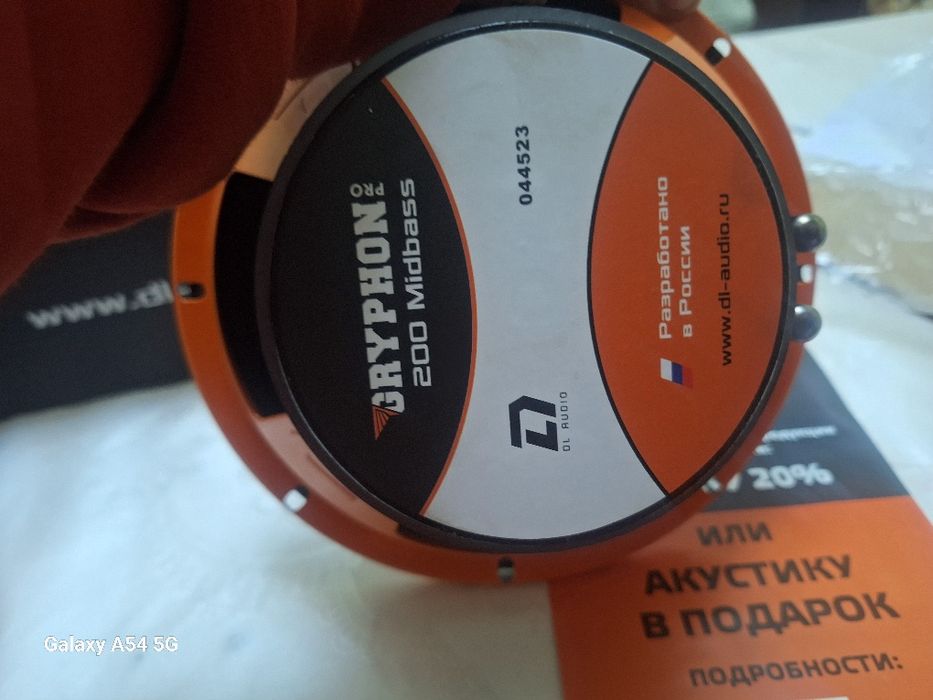 GRYPHON PRO
200 Midbass
044523
DL AUDIO
Разработано
в России
www.dl-audio.ru
www.dl
20%
ИЛИ
АКУСТИКУ
В ПОДАРОК
ПОДРОБНОСТИ:
Galaxy A54 5G